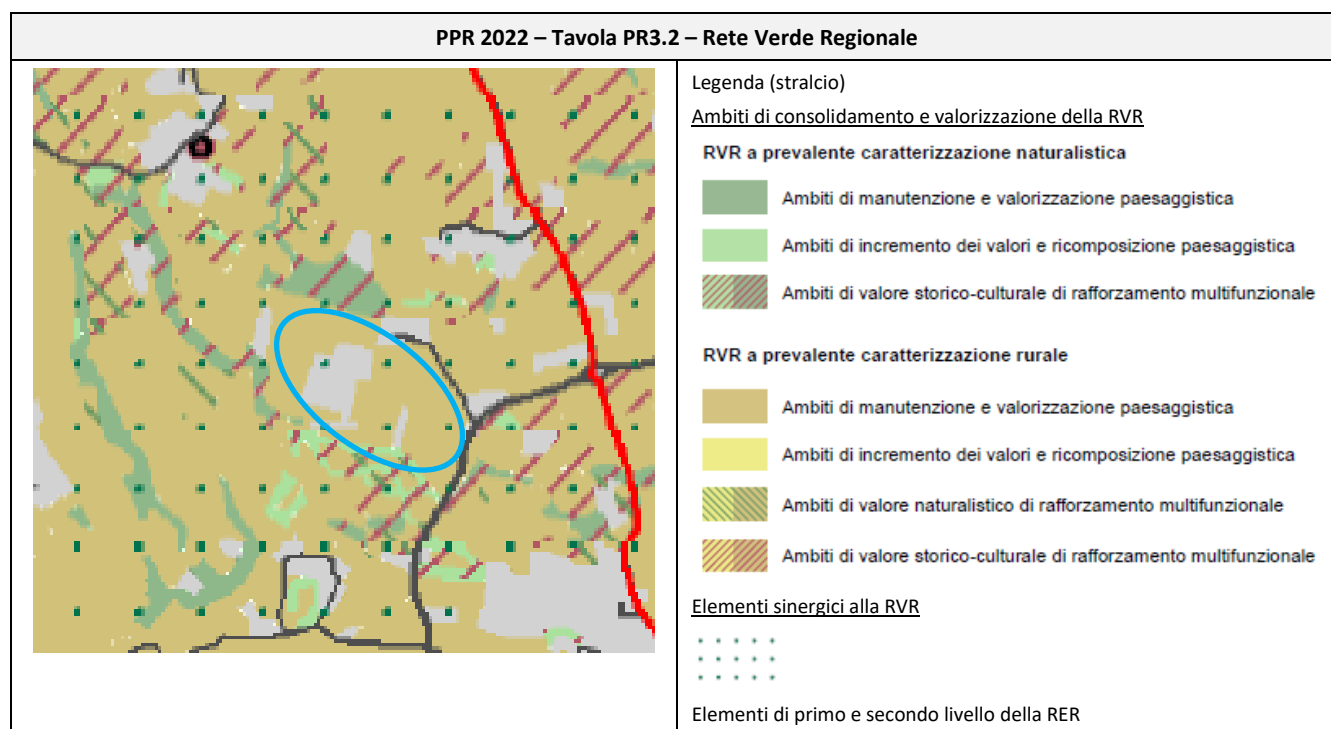 PPR 2022 – Tavola PR3.2 – Rete Verde Regionale
Legenda (stralcio)
Ambiti di consolidamento e valorizzazione della RVR
RVR a prevalente caratterizzazione naturalistica
Ambiti di manutenzione e valorizzazione paesaggistica
Ambiti di incremento dei valori e ricomposizione paesaggistica
Ambiti di valore storico-culturale di rafforzamento multifunzionale
RVR a prevalente caratterizzazione rurale
Ambiti di manutenzione e valorizzazione paesaggistica
Ambiti di incremento dei valori e ricomposizione paesaggistica
Ambiti di valore naturalistico di rafforzamento multifunzionale
Ambiti di valore storico-culturale di rafforzamento multifunzionale
Elementi sinergici alla RVR
Elementi di primo e secondo livello della RER